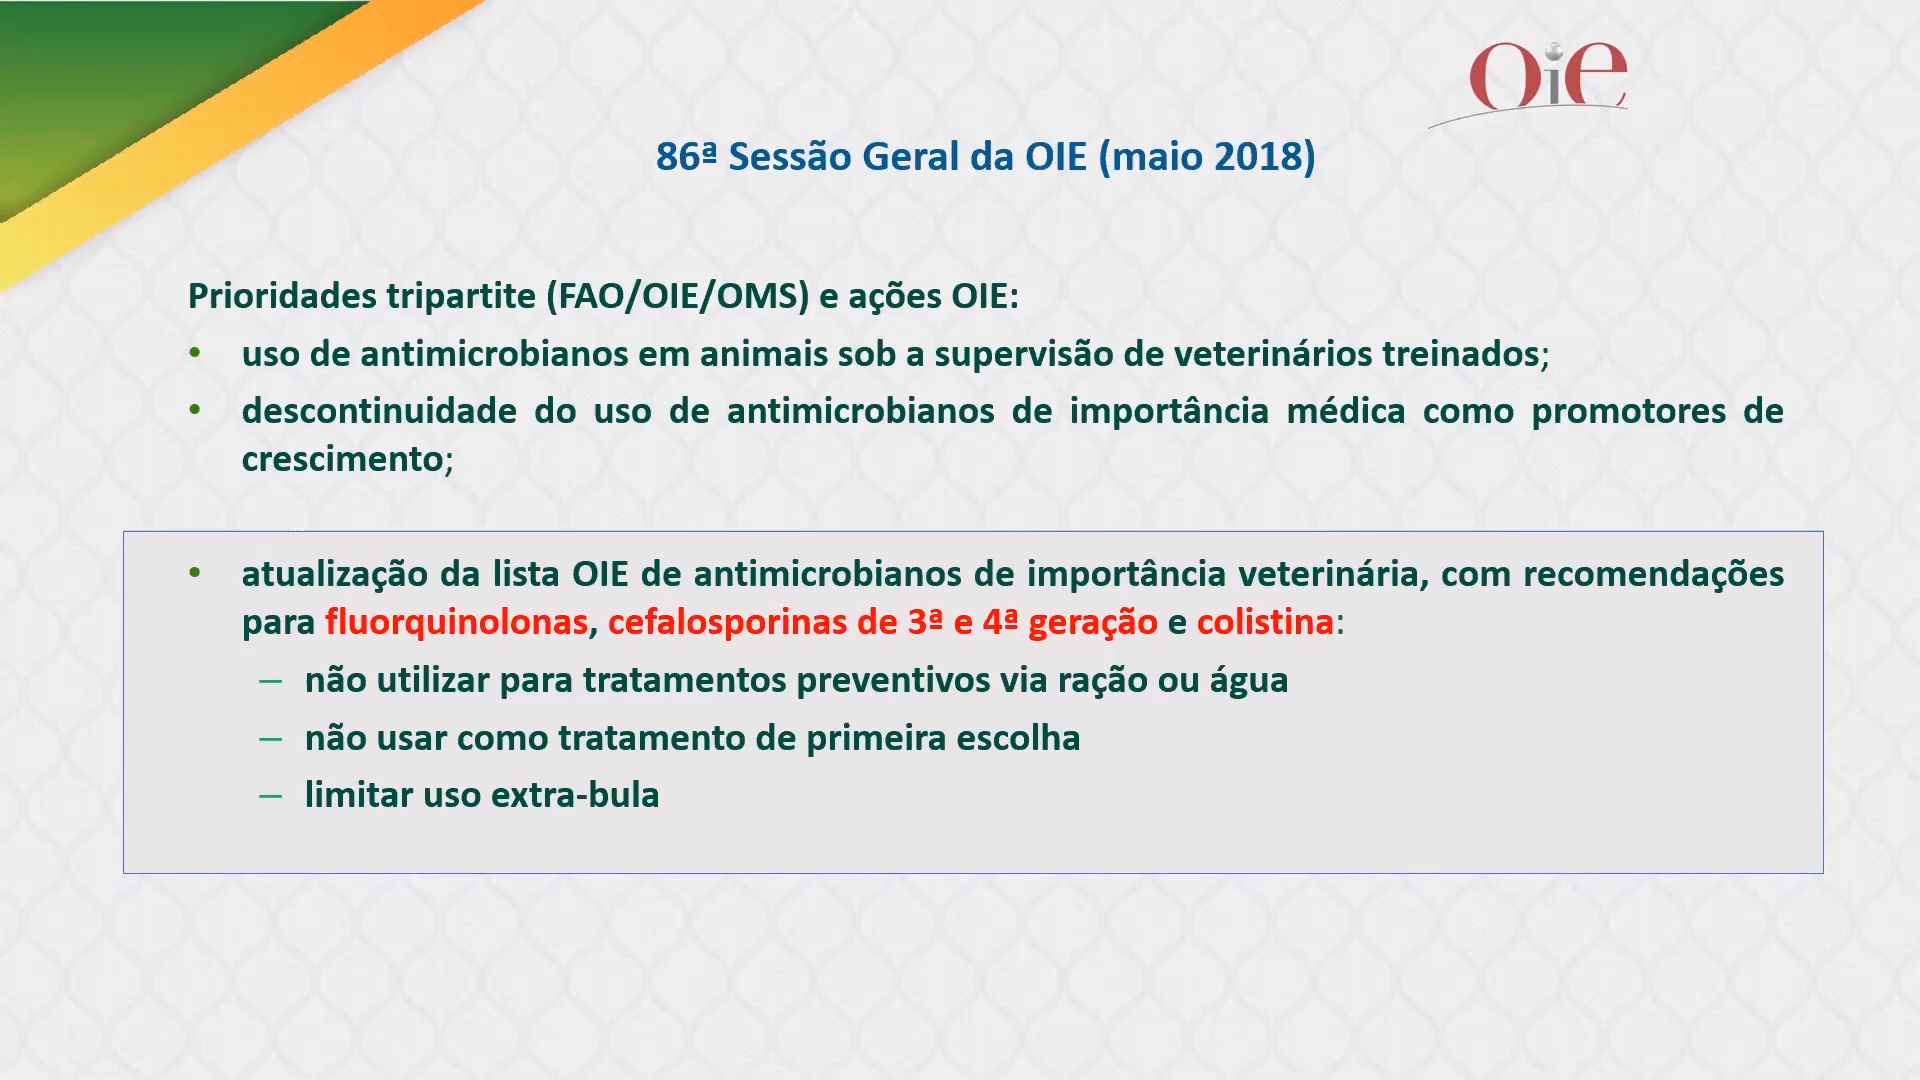 Oie
86ª Sessão Geral da OIE (maio 2018)
Prioridades tripartite (FAO/OIE/OMS) e ações OIE:
• uso de antimicrobianos em animais sob a supervisão de veterinários treinados;
• descontinuidade do uso de antimicrobianos de importância médica como promotores de
crescimento;
• atualização da lista OIE de antimicrobianos de importância veterinária, com recomendações
para fluorquinolonas, cefalosporinas de 3ª e 4ª geração e colistina:
– não utilizar para tratamentos preventivos via ração ou água
– não usar como tratamento de primeira escolha
– limitar uso extra-bula